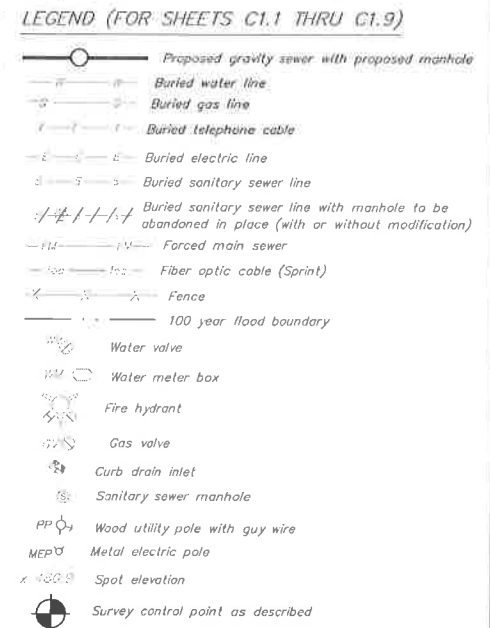 LEGEND (FOR SHEETS C1.1 THRU C1.9)
Proposed gravity sewer with proposed manhole
Buried water line
Buried gas line
Buried telephone cable
E E E Buried electric line
S S S Buried sanitary sewer line
Buried sanitary sewer line with manhole to be
abandoned in place (with or without modification)
FM FM Forced main sewer
Fiber optic cable (Sprint)
X X X Fence
100 year flood boundary
Water valve
WM Water meter box
Fire hydrant
Gas valve
Curb drain inlet
S Sanitary sewer manhole
PP Wood utility pole with guy wire
MEP Metal electric pole
x Spot elevation
Survey control point as described